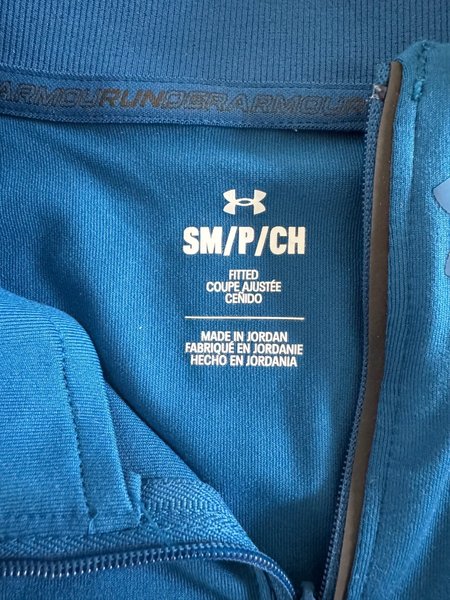 ARMOURUNDERARMOUR
SM/P/CH
FITTED
COUPE AJUSTÉE
CEÑIDO
MADE IN JORDAN
FABRIQUÉ EN JORDANIE
HECHO EN JORDANIA